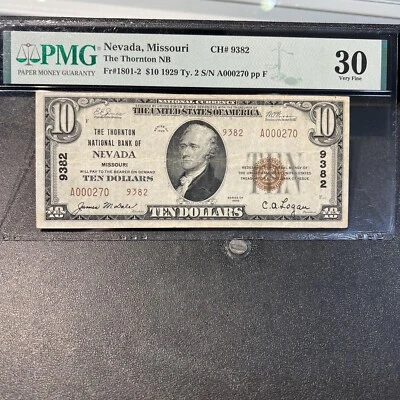 PMG
PAPER MONEY GUARANTY
Nevada, Missouri CH# 9382
The Thornton NB
Fr#1801-2 $10 1929 Ty. 2 S/N A000270 pp F
30
Very Fine
10
THE UNITED STATES OF AMERICA
10
THE THORNTON
NATIONAL BANK OF
NEVADA
MISSOURI
WILL PAY TO THE BEARER ON DEMAND
TEN DOLLARS
9382 A000270
9382
9382
A000270 9382
TEN DOLLARS
C.A. Logan
10
10